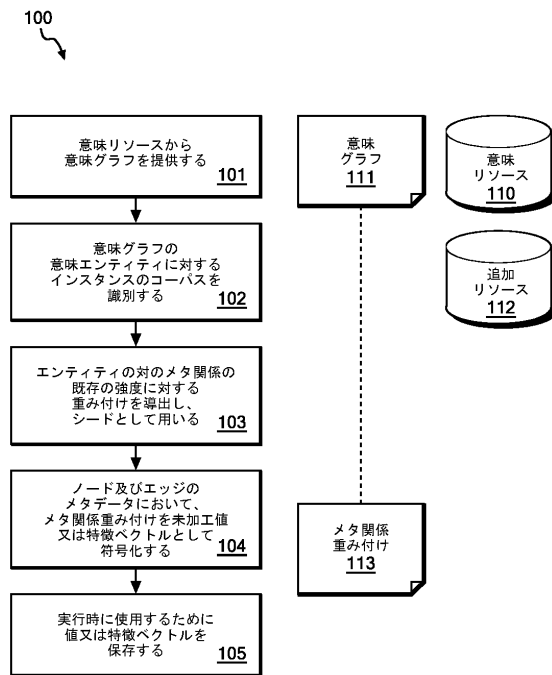 100
意味リソースから
意味グラフを提供する
101
意味グラフの
意味エンティティに対する
インスタンスのコーパスを
識別する
102
エンティティの対のメタ関係の
既存の強度に対する
重み付けを導出し、
シードとして用いる
103
ノード及びエッジの
メタデータにおいて、
メタ関係重み付けを未加工値
又は特徴ベクトルとして
符号化する
104
実行時に使用するために
値又は特徴ベクトルを
保存する
105
意味
グラフ
111
意味
リソース
110
追加
リソース
112
メタ関係
重み付け
113